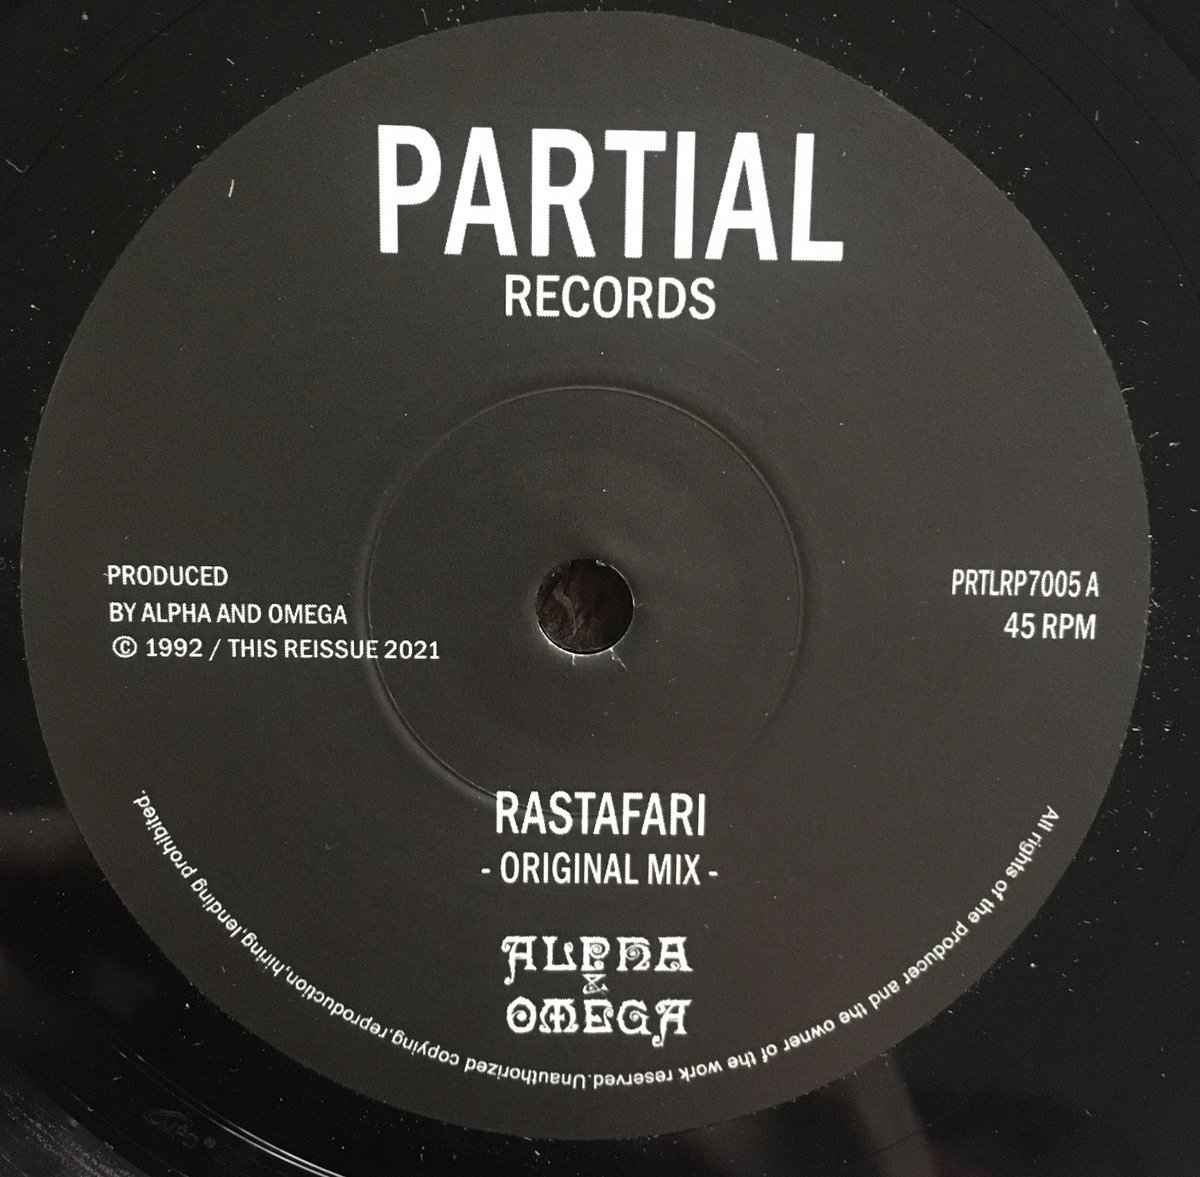 PARTIAL
RECORDS
PRODUCED
BY ALPHA AND OMEGA
© 1992 / THIS REISSUE 2021
PRTLRP7005 A
45 RPM
RASTAFARI
- ORIGINAL MIX -
ALPHA
&
OMEGA
All rights of the producer and the owner of the work reserved.Unauthorized copying,reproduction,hiring,lending prohibited.